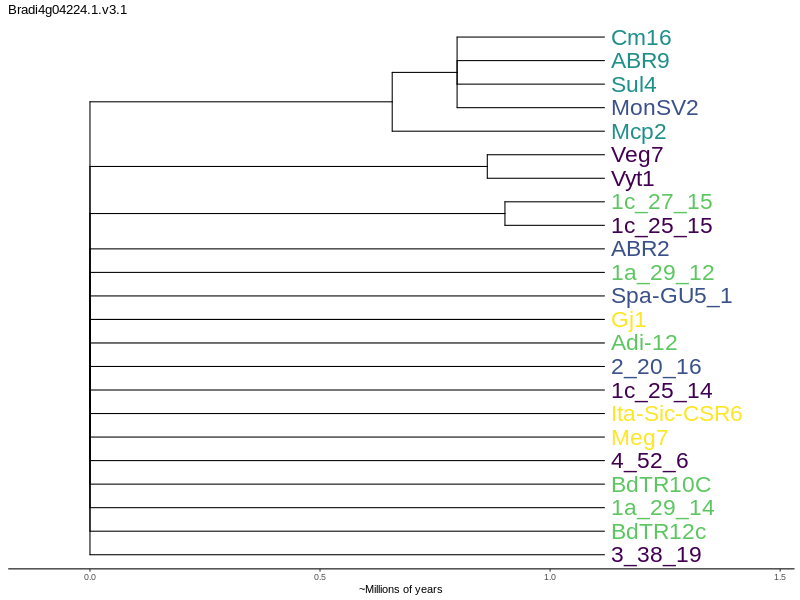 Bradi4g04224.1.v3.1
Cm16
ABR9
Sul4
MonSV2
Mcp2
Veg7
Vyt1
1c_27_15
1c_25_15
ABR2
1a_29_12
Spa-GU5_1
Gj1
Adi-12
2_20_16
1c_25_14
Ita-Sic-CSR6
Meg7
4_52_6
BdTR10C
1a_29_14
BdTR12c
3_38_19
0.0 0.5 1.0 1.5
~Millions of years